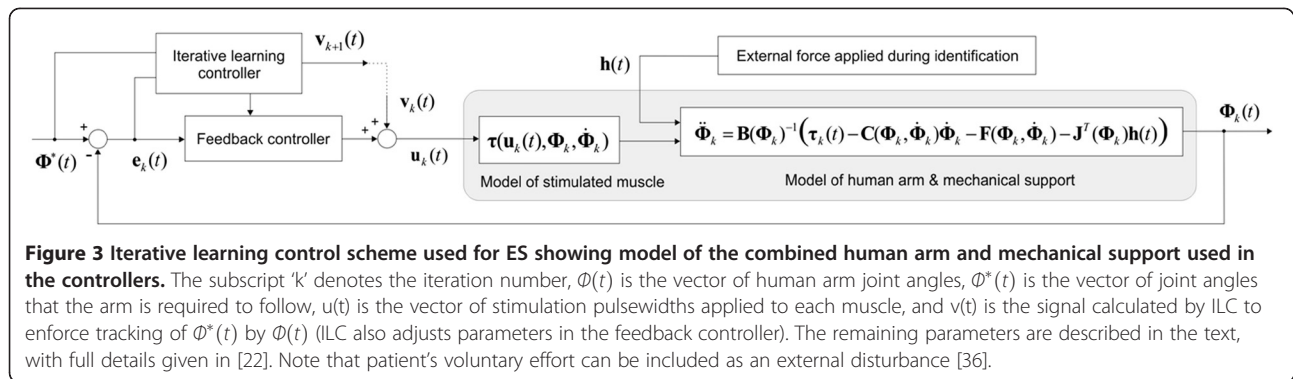 v_{k+1}(t)
Iterative learning
controller
h(t)
External force applied during identification
v_k(t)
Φ_k(t)
+
-
Feedback controller
+
+
τ(u_k(t),Φ_k,Φ̇_k)
Φ̈_k = B(Φ_k)^{-1}(τ_k(t)−C(Φ_k,Φ̇_k)Φ̇_k−F(Φ_k,Φ̇_k)−J^T(Φ_k)h(t))
Φ*(t)
e_k(t)
u_k(t)
Model of stimulated muscle
Model of human arm & mechanical support
Figure 3 Iterative learning control scheme used for ES showing model of the combined human arm and mechanical support used in
the controllers. The subscript ‘k’ denotes the iteration number, Φ(t) is the vector of human arm joint angles, Φ*(t) is the vector of joint angles
that the arm is required to follow, u(t) is the vector of stimulation pulsewidths applied to each muscle, and v(t) is the signal calculated by ILC to
enforce tracking of Φ*(t) by Φ(t) (ILC also adjusts parameters in the feedback controller). The remaining parameters are described in the text,
with full details given in [22]. Note that patient’s voluntary effort can be included as an external disturbance [36].